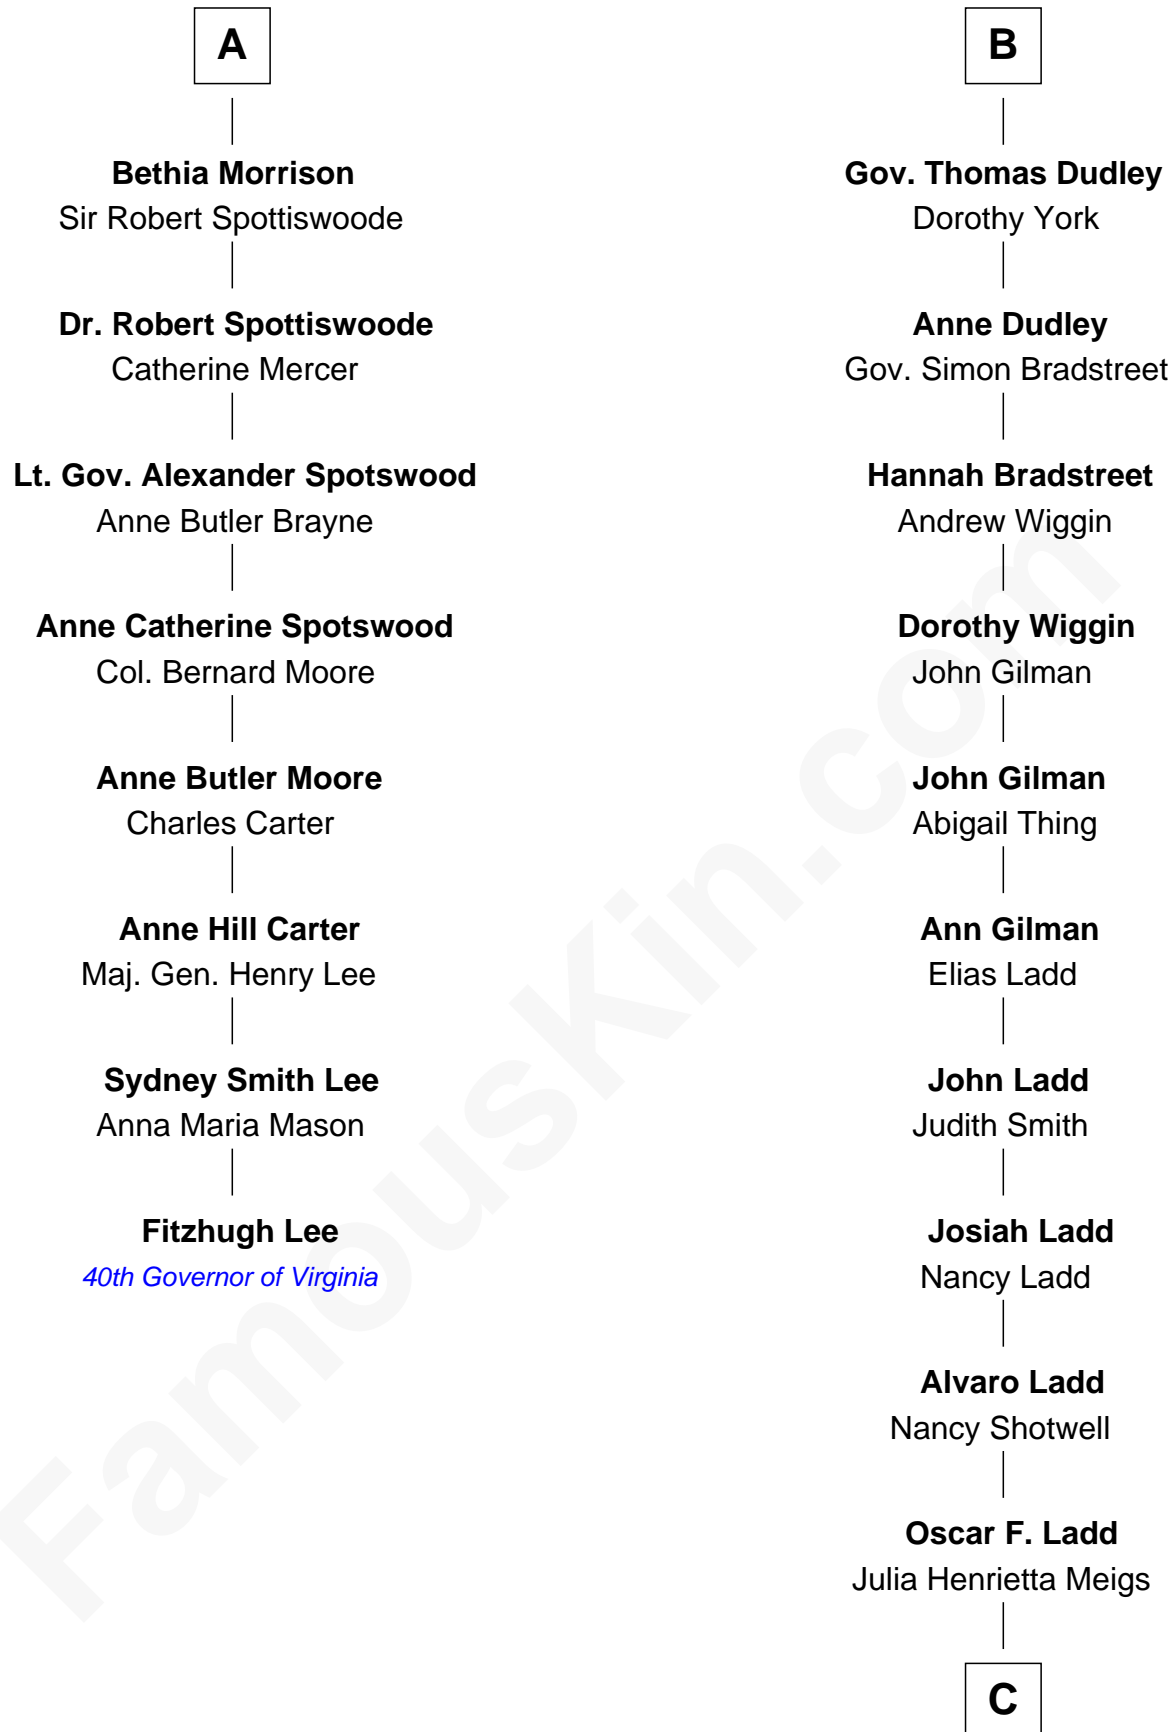 A
Bethia Morrison
Sir Robert Spottiswoode
Dr. Robert Spottiswoode
Catherine Mercer
Lt. Gov. Alexander Spotswood
Anne Butler Brayne
Anne Catherine Spotswood
Col. Bernard Moore
Anne Butler Moore
Charles Carter
Anne Hill Carter
Maj. Gen. Henry Lee
Sydney Smith Lee
Anna Maria Mason
Fitzhugh Lee
40th Governor of Virginia
B
Gov. Thomas Dudley
Dorothy York
Anne Dudley
Gov. Simon Bradstreet
Hannah Bradstreet
Andrew Wiggin
Dorothy Wiggin
John Gilman
John Gilman
Abigail Thing
Ann Gilman
Elias Ladd
John Ladd
Judith Smith
Josiah Ladd
Nancy Ladd
Alvaro Ladd
Nancy Shotwell
Oscar F. Ladd
Julia Henrietta Meigs
C
FamousKin.com